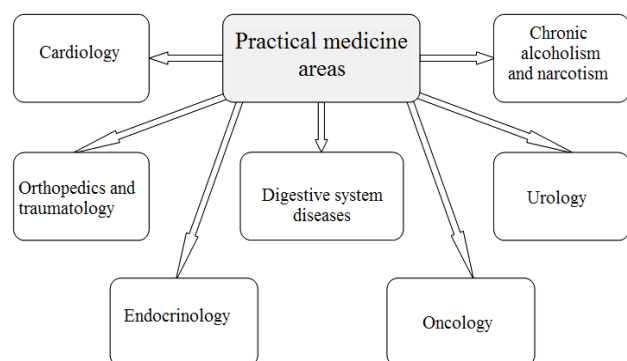 Cardiology
Practical medicine
areas
Chronic
alcoholism
and narcotism
Orthopedics and
traumatology
Digestive system
diseases
Urology
Endocrinology
Oncology